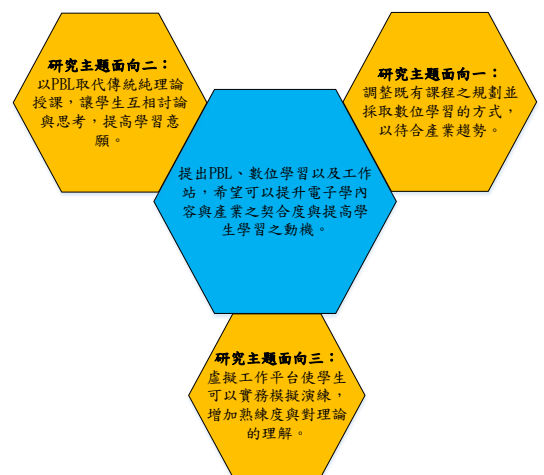 研究主題面向二：
以PBL取代傳統純理論
授課，讓學生互相討論
與思考，提高學習意
願。
研究主題面向一：
調整既有課程之規劃並
採取數位學習的方式，
以待合產業趨勢。
提出PBL、數位學習以及工作
站，希望可以提升電子學內
容與產業之契合度與提高學
生學習之動機。
研究主題面向三：
虛擬工作平台使學生
可以實務模擬演練，
增加熟練度與對理論
的理解。